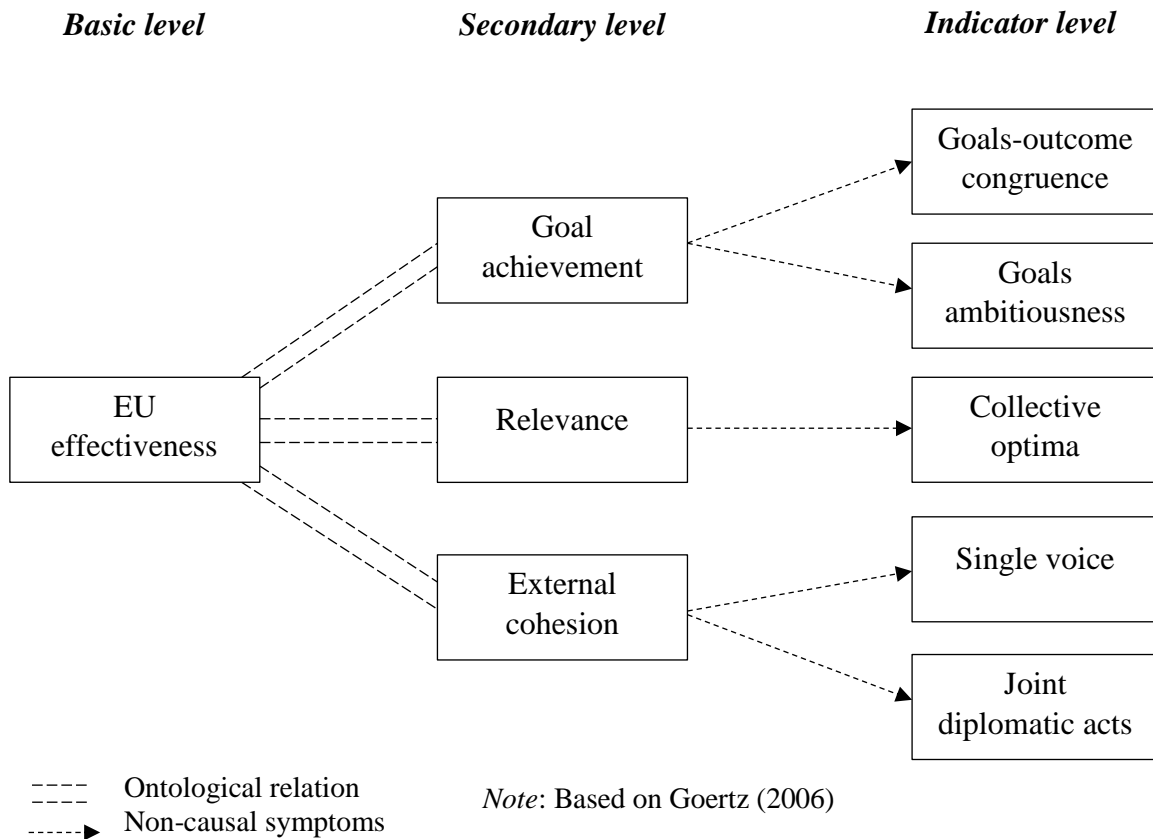 Basic level
Secondary level
Indicator level
Goals-outcome
congruence
Goal
achievement
Goals
ambitiousness
EU
effectiveness
Relevance
Collective
optima
Single voice
External
cohesion
Joint
diplomatic acts
Ontological relation
Note: Based on Goertz (2006)
Non-causal symptoms